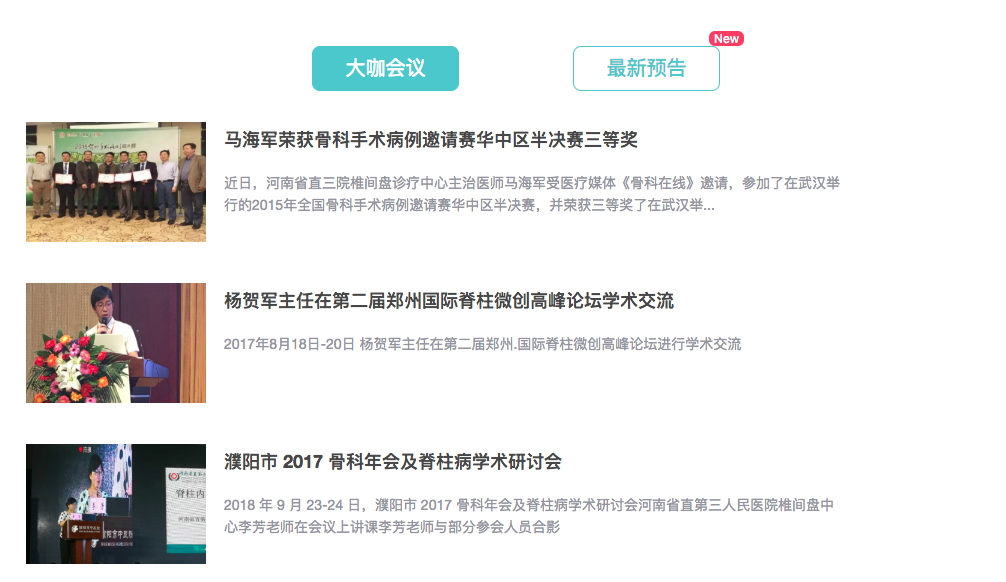 New
大咖会议
最新预告
马海军荣获骨科手术病例邀请赛华中区半决赛三等奖
近日，河南省直三院椎间盘诊疗中心主治医师马海军受医疗媒体《骨科在线》邀请，参加了在武汉举
行的2015年全国骨科手术病例邀请赛华中区半决赛，并荣获三等奖了在武汉举...
杨贺军主任在第二届郑州国际脊柱微创高峰论坛学术交流
2017年8月18日-20日 杨贺军主任在第二届郑州.国际脊柱微创高峰论坛进行学术交流
濮阳市 2017 骨科年会及脊柱病学术研讨会
2018 年 9 月 23-24 日，濮阳市 2017 骨科年会及脊柱病学术研讨会河南省直第三人民医院椎间盘中
心李芳老师在会议上讲课李芳老师与部分参会人员合影
脊柱内